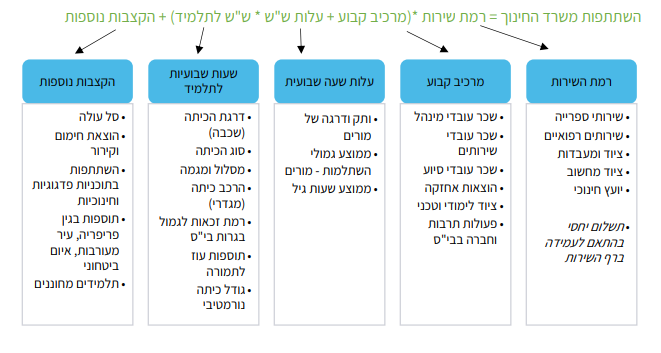 השתתפות משרד החינוך = רמת שירות *(מרכיב קבוע + עלות ש"ש * ש"ש לתלמיד) + הקצבות נוספות
רמת השירות
• שירותי ספרייה
• שירותים רפואיים
• ציוד ומעבדות
• ציוד מחשוב
• יועץ חינוכי
• תשלום יחסי
בהתאם לעמידה
ברף השירות
מרכיב קבוע
• שכר עובדי מינהל
• שכר עובדי
שירותים
• שכר עובדי סיוע
• הוצאות אחזקה
• ציוד לימודי וטכני
• פעולות תרבות
וחברה בבי"ס
עלות שעה שבועית
• ותק ודרגה של
מורים
• ממוצע גמולי
השתלמות - מורים
• ממוצע שעות גיל
שעות שבועיות
לתלמיד
• דרגת הכיתה
(שכבה)
• סוג הכיתה
• מסלול ומגמה
• הרכב כיתה
(מגדרי)
• רמת זכאות לגמול
בגרות בי"ס
• תוספות עוז
לתמורה
• גודל כיתה
נורמטיבי
הקצבות נוספות
• סל עולה
• הוצאת חימום
וקירור
• השתתפות
בתוכניות פדגוגיות
וחינוכיות
• תוספות בגין
פריפריה, עיר
מעורבות, איום
ביטחוני
• תלמידים מחוננים